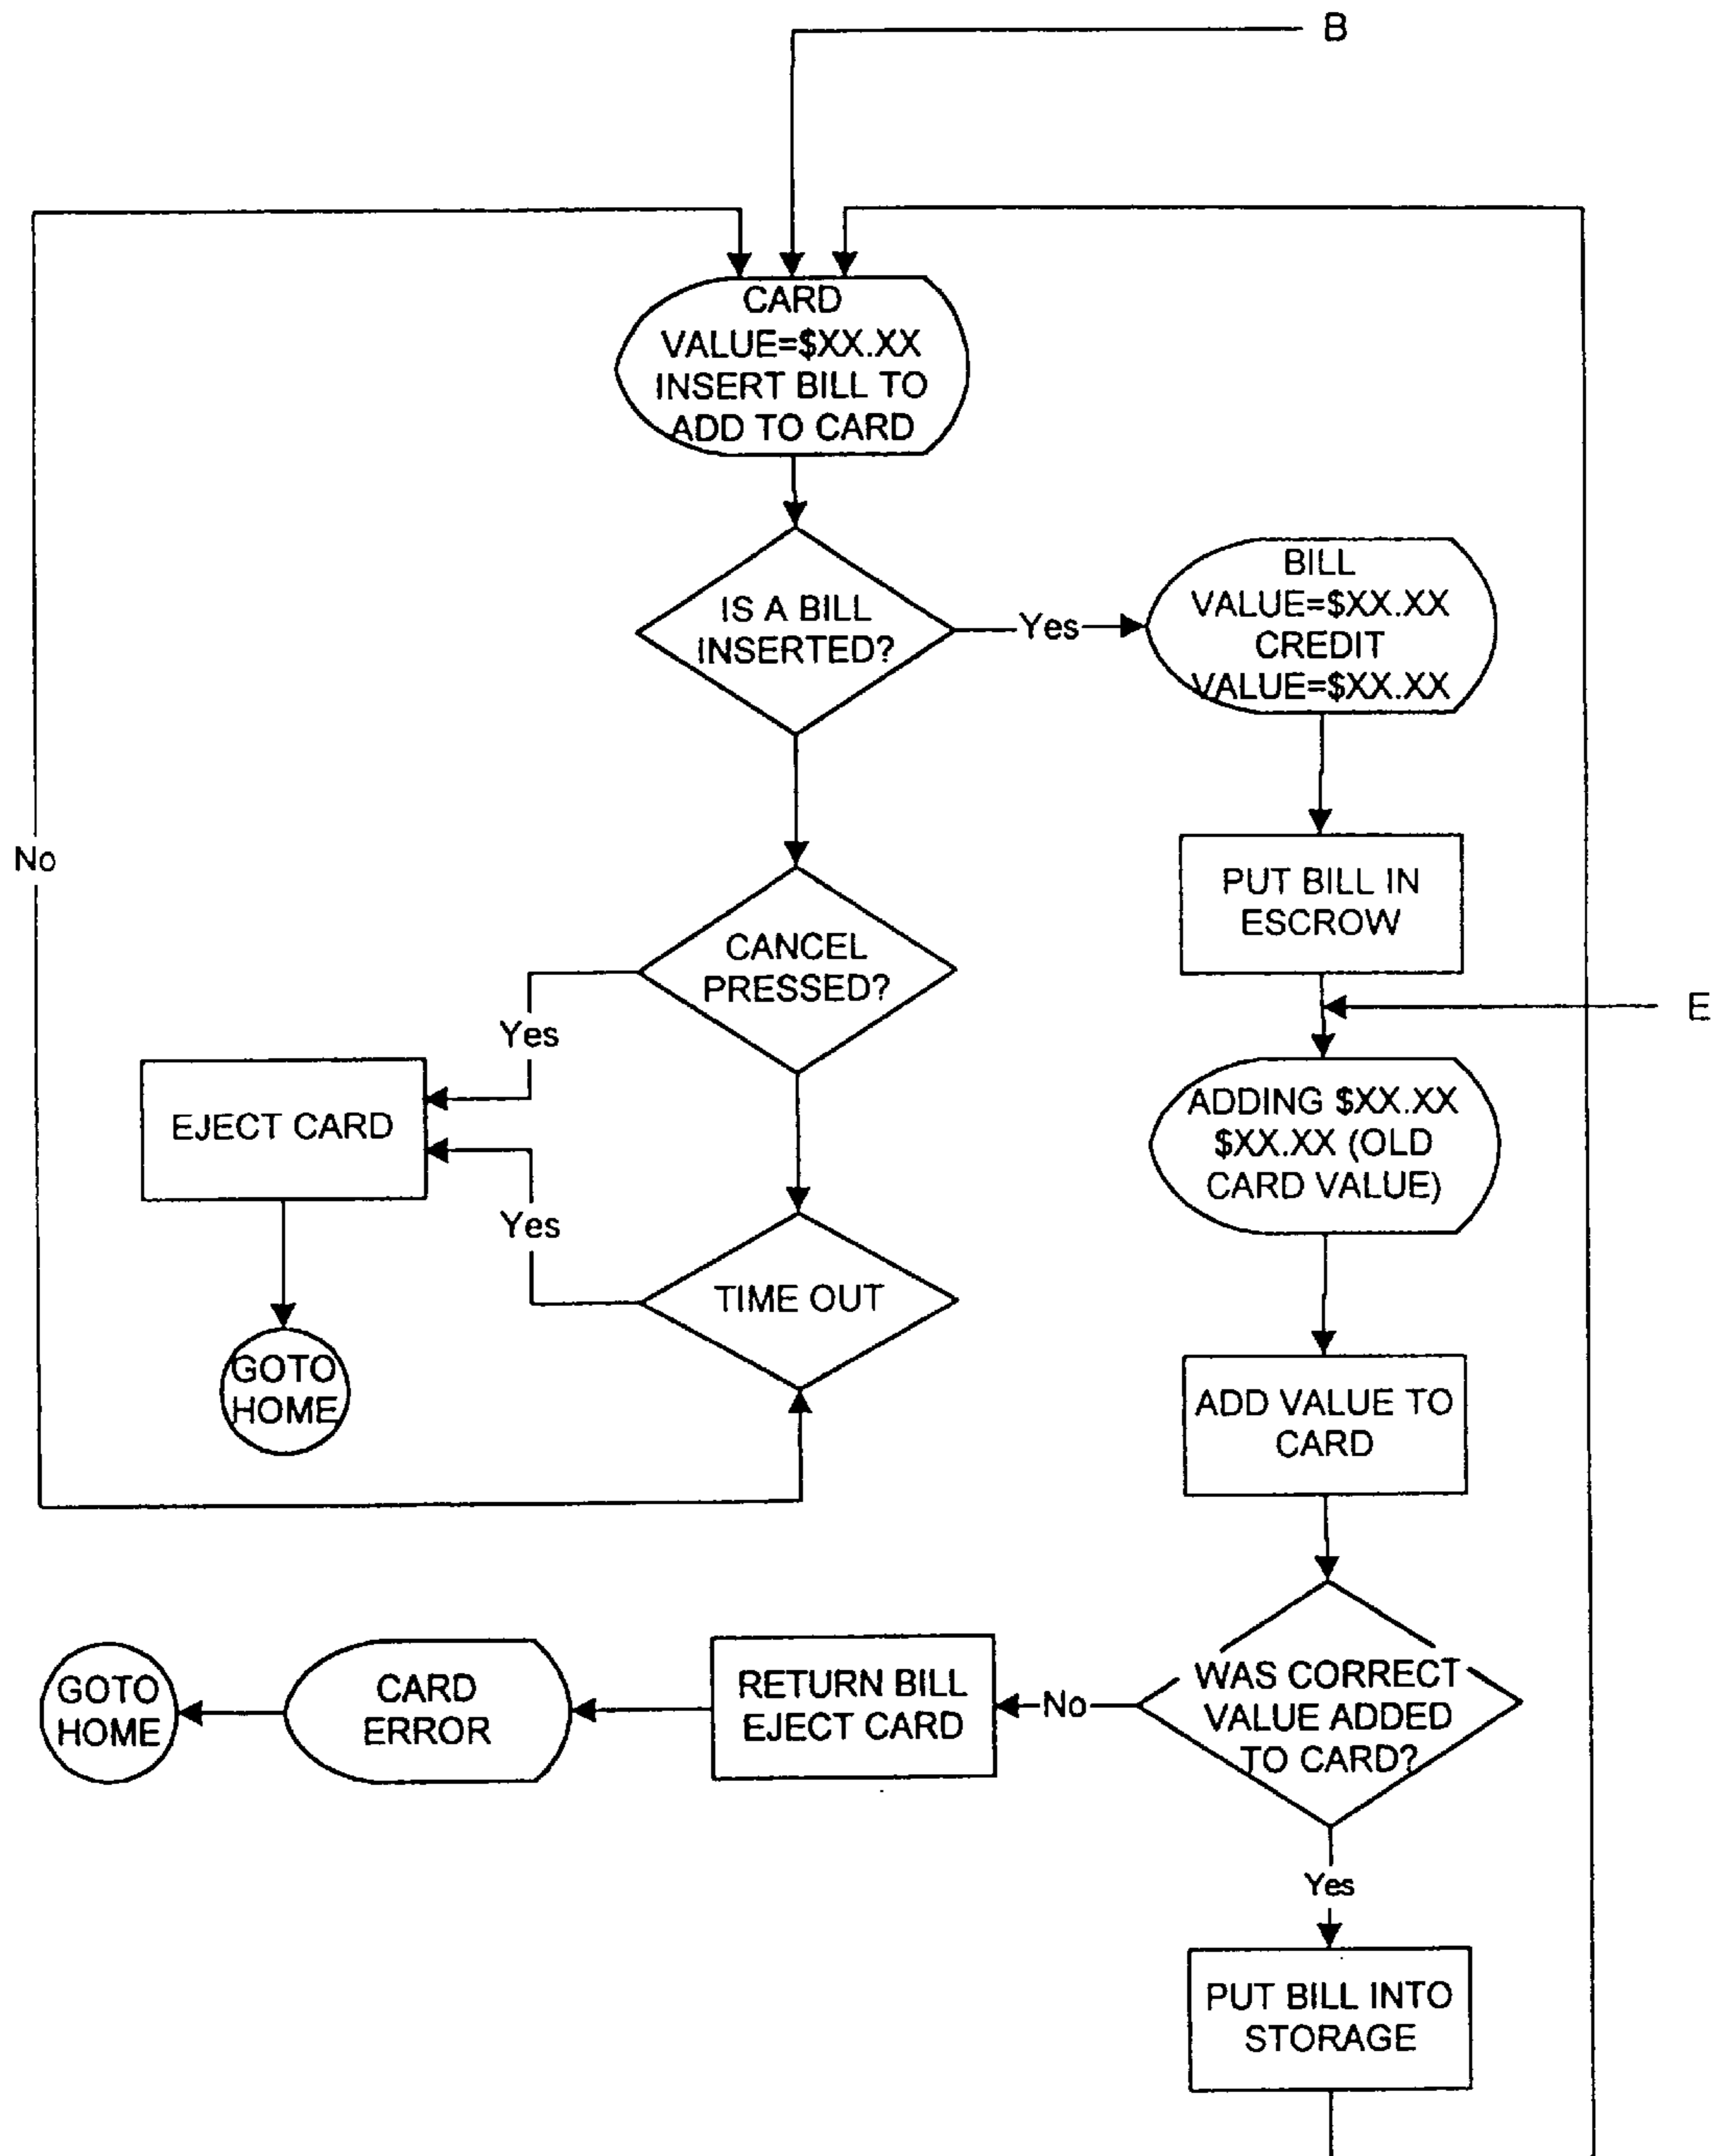 B
CARD
VALUE=$XX.XX
INSERT BILL TO
ADD TO CARD
IS A BILL
INSERTED?
Yes
BILL
VALUE=$XX.XX
CREDIT
VALUE=$XX.XX
No
PUT BILL IN
ESCROW
CANCEL
PRESSED?
E
Yes
EJECT CARD
ADDING $XX.XX
$XX.XX (OLD
CARD VALUE)
Yes
TIME OUT
GOTO
HOME
ADD VALUE TO
CARD
WAS CORRECT
VALUE ADDED
TO CARD?
No
RETURN BILL
EJECT CARD
CARD
ERROR
GOTO
HOME
Yes
PUT BILL INTO
STORAGE